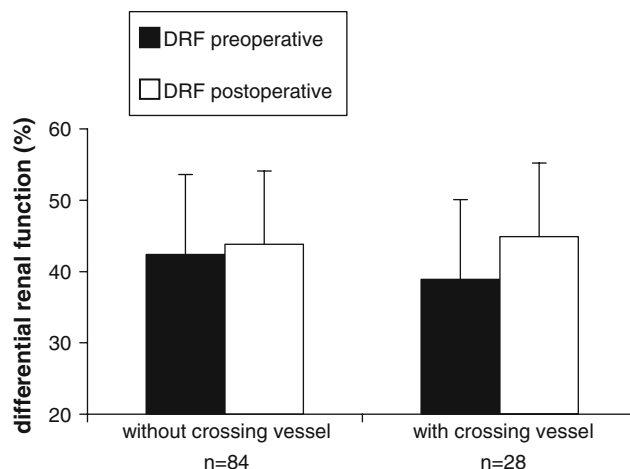 DRF preoperative
DRF postoperative
differential renal function (%)
60
50
40
30
20
without crossing vessel
with crossing vessel
n=84
n=28